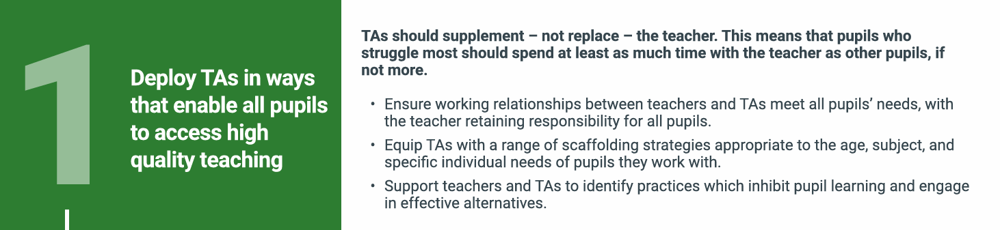 1
Deploy TAs in ways
that enable all pupils
to access high
quality teaching
TAs should supplement – not replace – the teacher. This means that pupils who
struggle most should spend at least as much time with the teacher as other pupils, if
not more.
• Ensure working relationships between teachers and TAs meet all pupils’ needs, with
the teacher retaining responsibility for all pupils.
• Equip TAs with a range of scaffolding strategies appropriate to the age, subject, and
specific individual needs of pupils they work with.
• Support teachers and TAs to identify practices which inhibit pupil learning and engage
in effective alternatives.